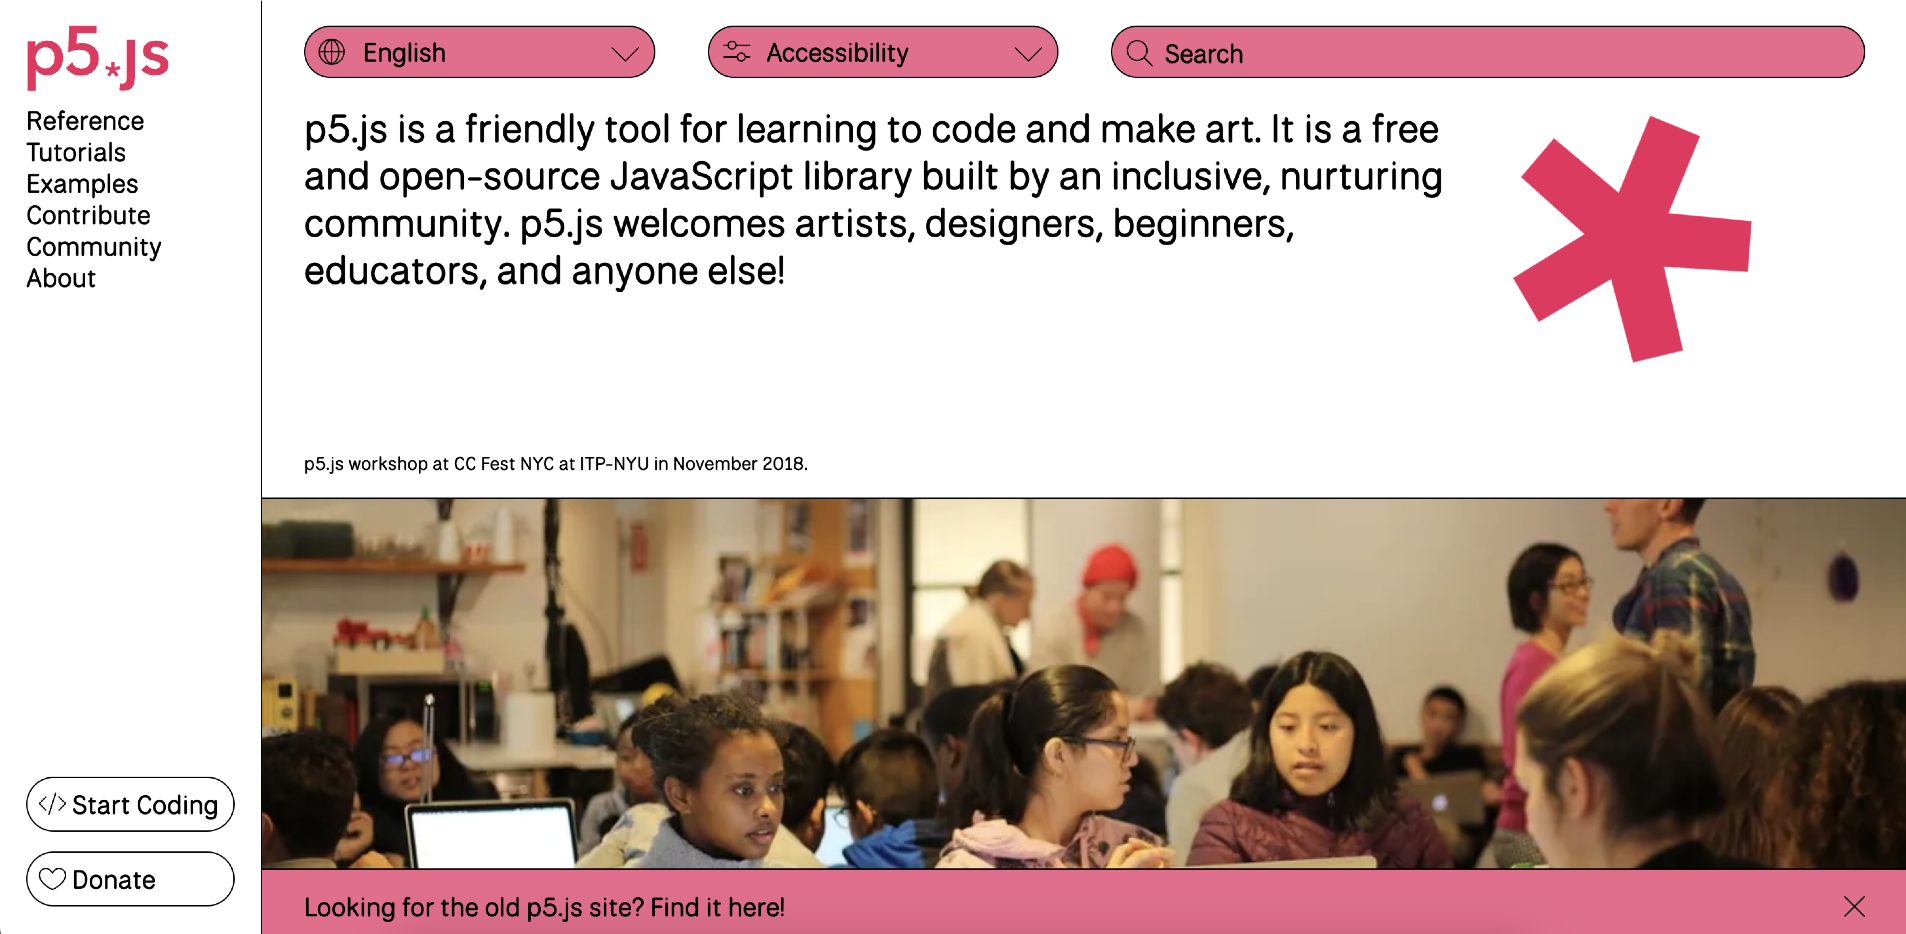 p5.js
Reference
Tutorials
Examples
Contribute
Community
About
</> Start Coding
Donate
English
Accessibility
Search
p5.js is a friendly tool for learning to code and make art. It is a free
and open-source JavaScript library built by an inclusive, nurturing
community. p5.js welcomes artists, designers, beginners,
educators, and anyone else!
p5.js workshop at CC Fest NYC at ITP-NYU in November 2018.
Looking for the old p5.js site? Find it here!